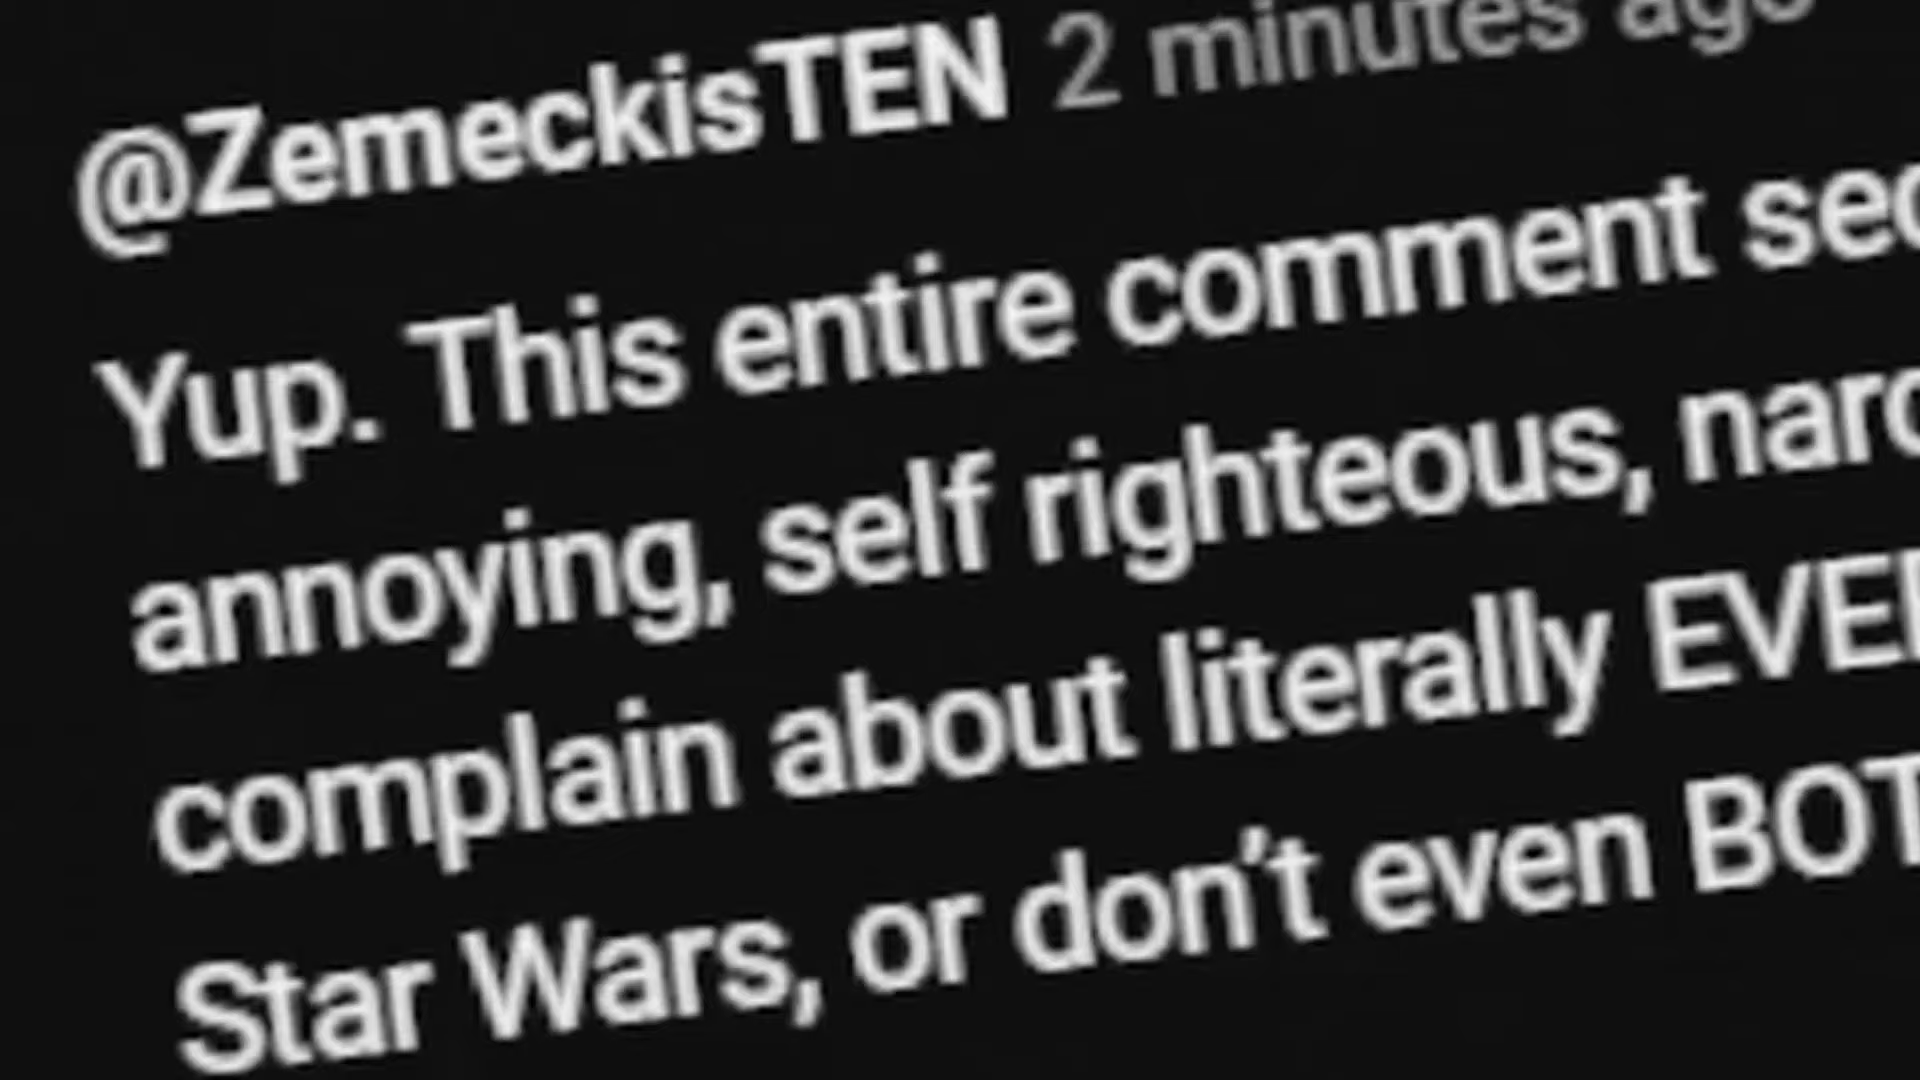 @ZemeckisTEN 2 minutes ago
Yup. This entire comment sec
annoying, self righteous, narc
complain about literally EVER
Star Wars, or don't even BOT